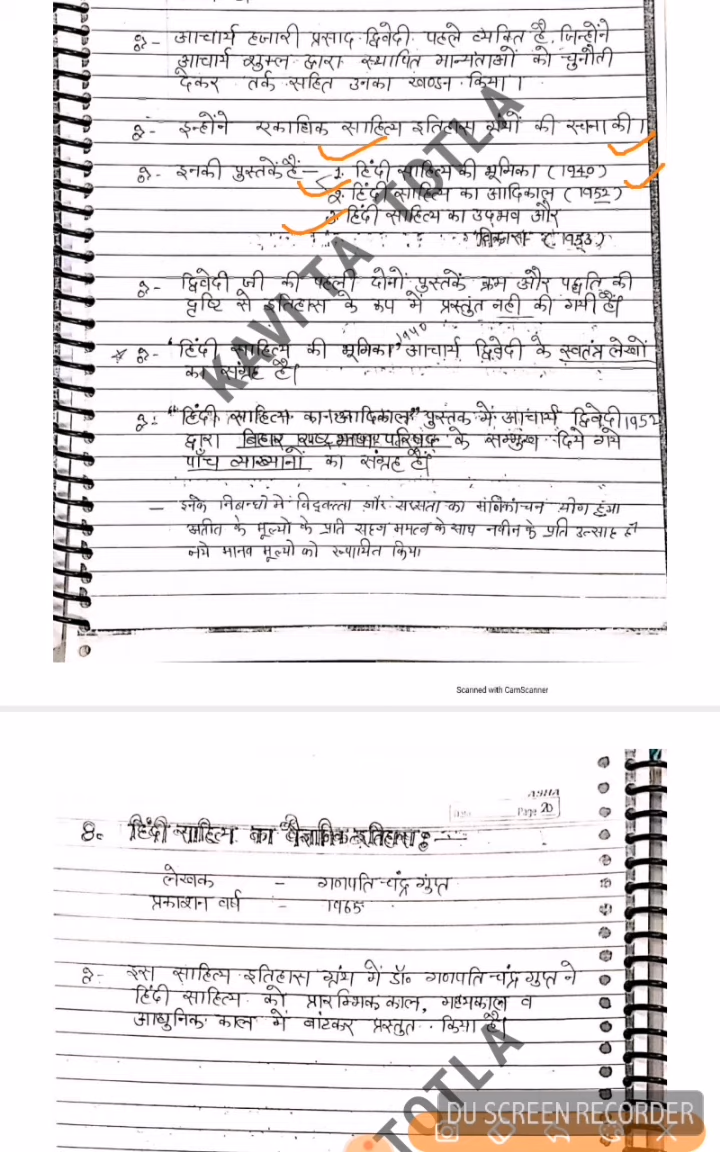 आचार्य हजारी प्रसाद द्विवेदी पहले व्यक्ति है, जिन्होंने
आचार्य शुक्ल द्वारा स्थापित मान्यताओं को चुनौती
देकर तर्क सहित उनका खण्डन किया।
इन्होंने एकाधिक साहित्य इतिहास ग्रंथों की रचना की।
इनकी पुस्तकें हैं - 1. हिंदी साहित्य की भूमिका (1940)
2. हिंदी साहित्य का आदिकाल (1952)
3. हिंदी साहित्य का उदभव और
विकास (1953)
द्विवेदी जी की पहली दोनों पुस्तकें क्रम और पद्धति की
दृष्टि से इतिहास के रूप में प्रस्तुत नही की गयी हैं।
1940
"हिंदी साहित्य की भूमिका" आचार्य द्विवेदी के स्वतंत्र लेखों
का संग्रह है।
"हिंदी साहित्य का आदिकाल" पुस्तक में आचार्य द्विवेदी 1952
द्वारा बिहार राष्ट्रभाषा परिषद के सम्मुख दिये गये
पाँच व्याख्यानों का संग्रह है।
- इनके निबन्धो में विद्वत्ता और सरसता का मणिकांचन योग हुआ
अतीत के मूल्यो के प्रति सहज ममत्व के साथ नवीन के प्रति उत्साह ही
नये मानव मूल्यो को स्थापित किया
KAVITA TOTLA
Scanned with CamScanner
Page 20
8. हिंदी साहित्य का वैज्ञानिक इतिहास :-
लेखक - गणपति चंद्र गुप्त
प्रकाशन वर्ष - 1965
इस साहित्य इतिहास ग्रंथ में डॉ॰ गणपति चंद्र गुप्त ने
हिंदी साहित्य को प्रारम्भिक काल, मध्यकाल व
आधुनिक काल में बांटकर प्रस्तुत किया है।
TOTLA
DU SCREEN RECORDER